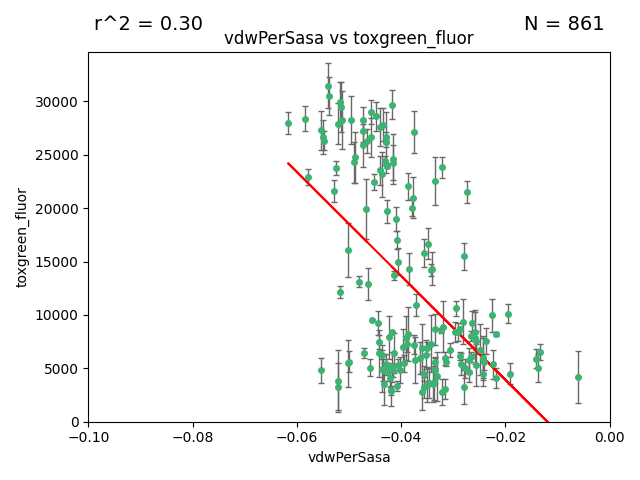 r^2 = 0.30
N = 861
vdwPerSasa vs toxgreen_fluor
toxgreen_fluor
30000
25000
20000
15000
10000
5000
0
−0.10
−0.08
−0.06
−0.04
−0.02
0.00
vdwPerSasa